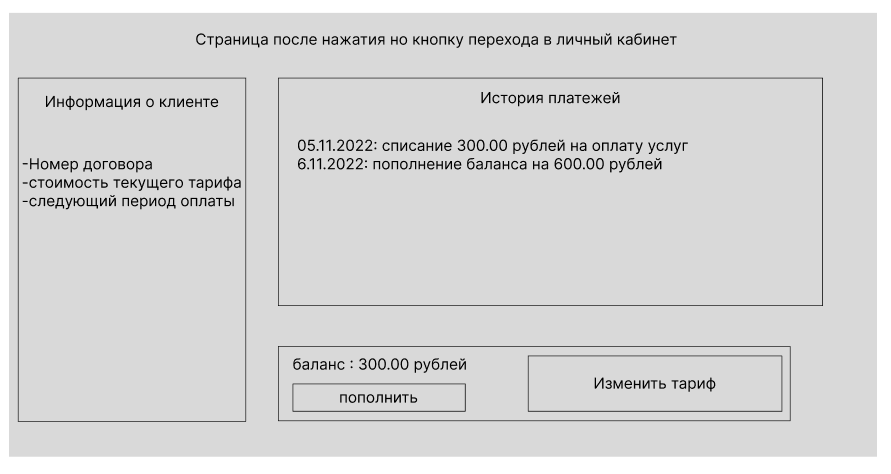 Страница после нажатия но кнопку перехода в личный кабинет
Информация о клиенте
-Номер договора
-стоимость текущего тарифа
-следующий период оплаты
История платежей
05.11.2022: списание 300.00 рублей на оплату услуг
6.11.2022: пополнение баланса на 600.00 рублей
баланс : 300.00 рублей
пополнить
Изменить тариф